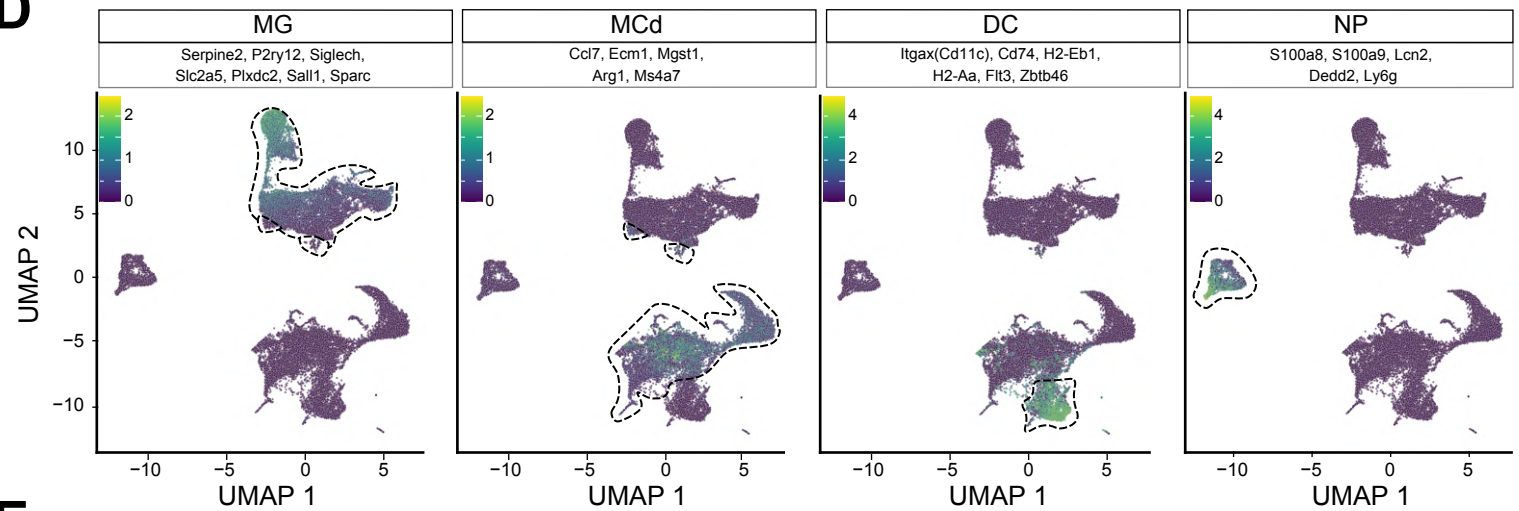 D
MG
MCd
DC
NP
Serpine2, P2ry12, Siglech,
Slc2a5, Plxdc2, Sall1, Sparc
Ccl7, Ecm1, Mgst1,
Arg1, Ms4a7
Itgax(Cd11c), Cd74, H2-Eb1,
H2-Aa, Flt3, Zbtb46
S100a8, S100a9, Lcn2,
Dedd2, Ly6g
2
1
0
2
1
0
4
2
0
4
2
0
UMAP 2
10
5
0
−5
−10
−10 −5 0 5
−10 −5 0 5
−10 −5 0 5
−10 −5 0 5
UMAP 1
UMAP 1
UMAP 1
UMAP 1